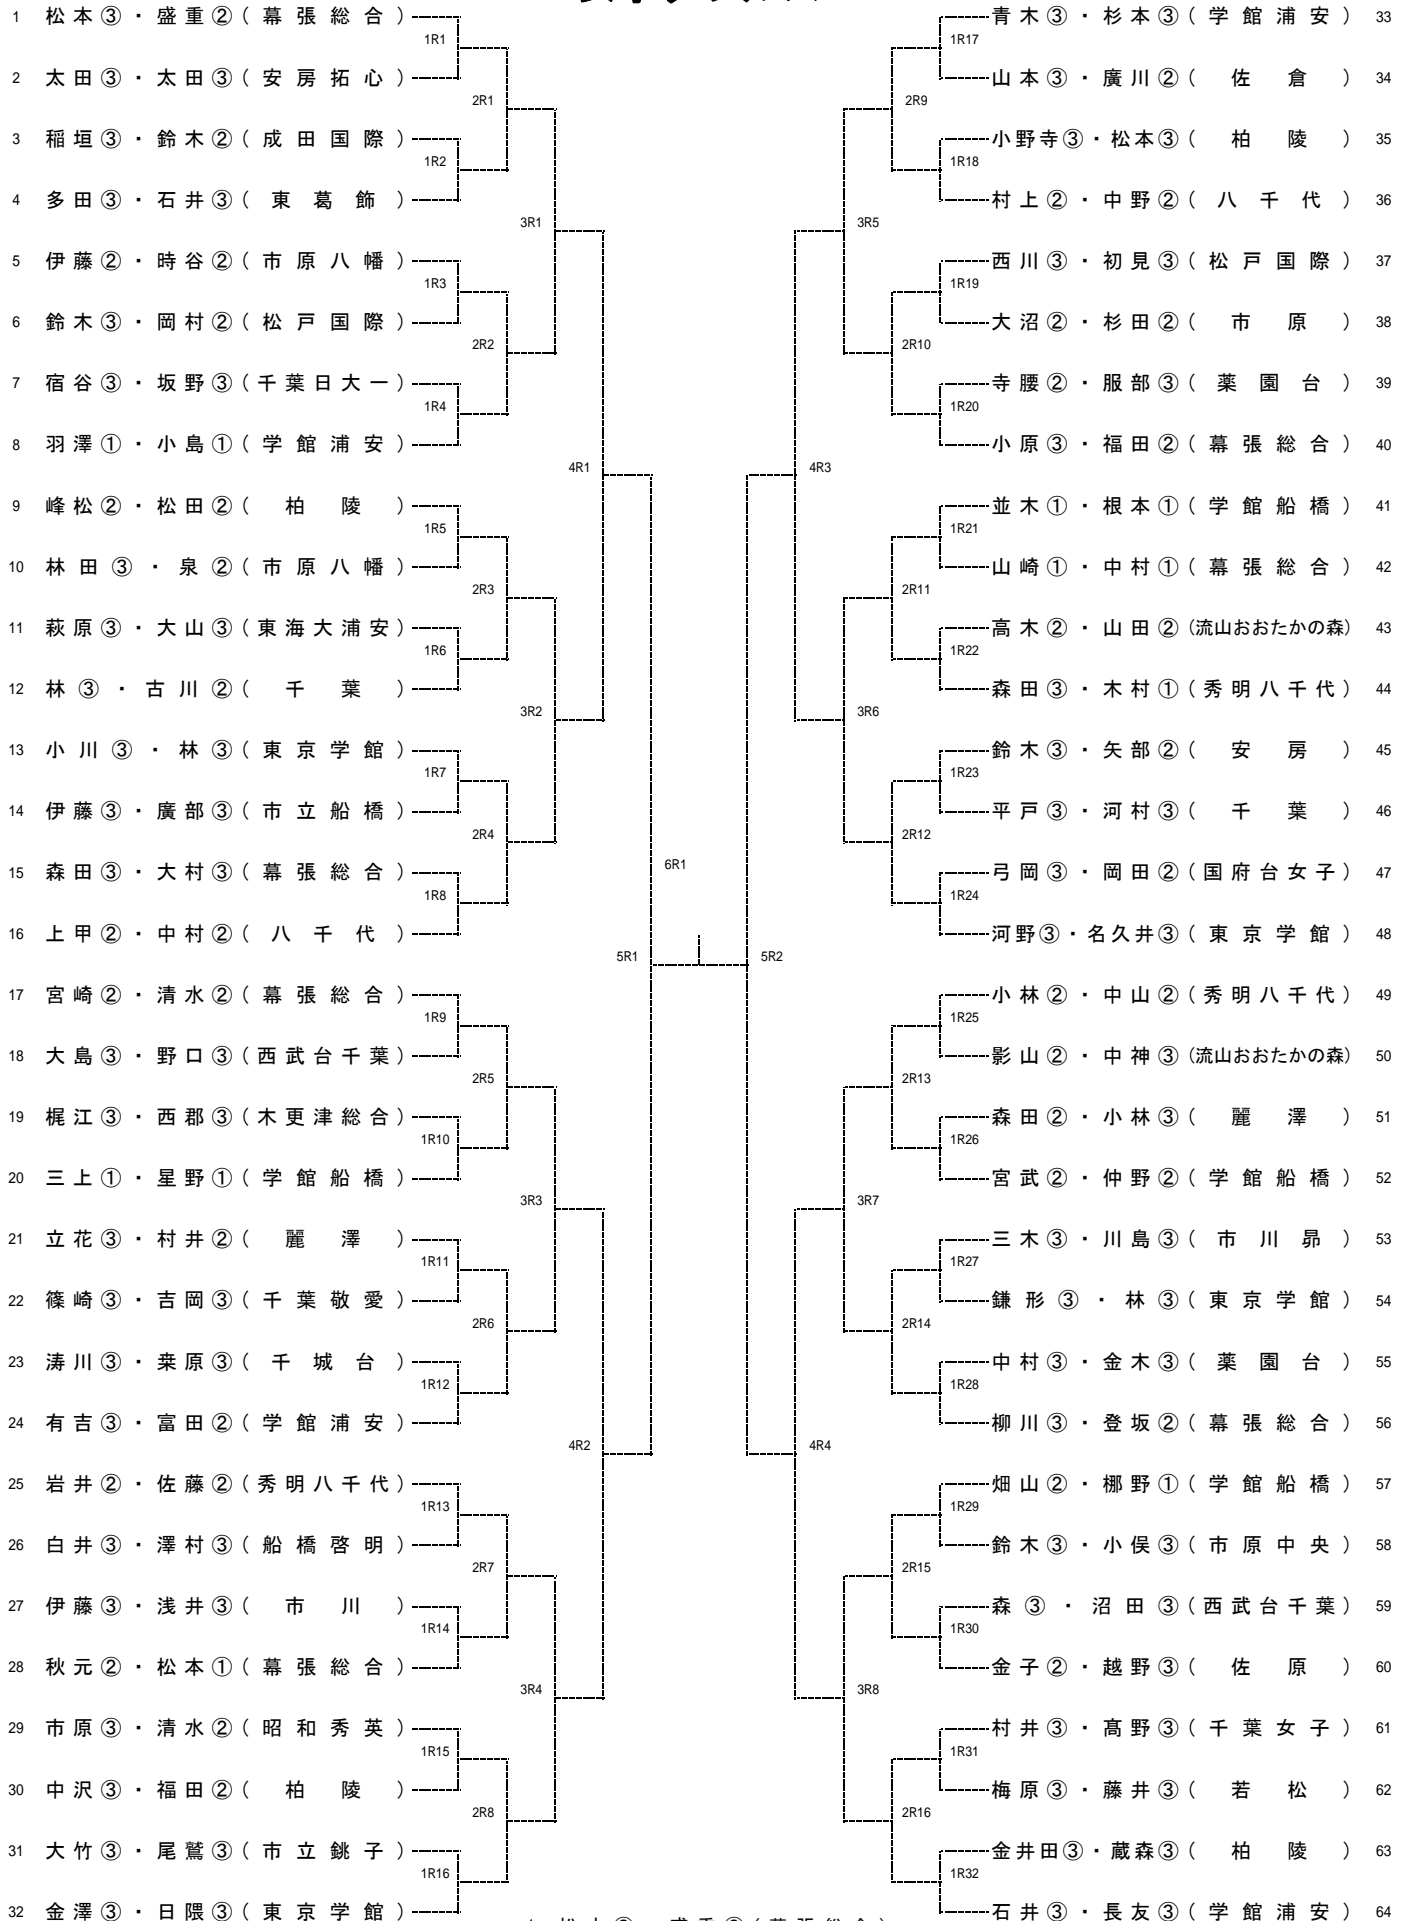 1 松本③・盛重②(幕張総合)
2 太田③・太田③(安房拓心)
3 稲垣③・鈴木②(成田国際)
4 多田③・石井③(東葛飾)
5 伊藤②・時谷②(市原八幡)
6 鈴木③・岡村②(松戸国際)
7 宿谷③・坂野③(千葉日大一)
8 羽澤①・小島①(学館浦安)
9 峰松②・松田②(柏陵)
10 林田③・泉②(市原八幡)
11 萩原③・大山③(東海大浦安)
12 林③・古川②(千葉)
13 小川③・林③(東京学館)
14 伊藤③・廣部③(市立船橋)
15 森田③・大村③(幕張総合)
16 上甲②・中村②(八千代)
17 宮崎②・清水②(幕張総合)
18 大島③・野口③(西武台千葉)
19 梶江③・西郡③(木更津総合)
20 三上①・星野①(学館船橋)
21 立花③・村井②(麗澤)
22 篠崎③・吉岡③(千葉敬愛)
23 涛川③・桒原③(千城台)
24 有吉③・富田②(学館浦安)
25 岩井②・佐藤②(秀明八千代)
26 白井③・澤村③(船橋啓明)
27 伊藤③・浅井③(市川)
28 秋元②・松本①(幕張総合)
29 市原③・清水②(昭和秀英)
30 中沢③・福田②(柏陵)
31 大竹③・尾鷲③(市立銚子)
32 金澤③・日隈③(東京学館)
1R1
1R2
1R3
1R4
1R5
1R6
1R7
1R8
1R9
1R10
1R11
1R12
1R13
1R14
1R15
1R16
2R1
2R2
2R3
2R4
2R5
2R6
2R7
2R8
3R1
3R2
3R3
3R4
4R1
4R2
5R1
6R1
5R2
4R3
4R4
3R5
3R6
3R7
3R8
2R9
2R10
2R11
2R12
2R13
2R14
2R15
2R16
1R17
1R18
1R19
1R20
1R21
1R22
1R23
1R24
1R25
1R26
1R27
1R28
1R29
1R30
1R31
1R32
青木③・杉本③(学館浦安) 33
山本③・廣川②(佐倉) 34
小野寺③・松本③(柏陵) 35
村上②・中野②(八千代) 36
西川③・初見③(松戸国際) 37
大沼②・杉田②(市原) 38
寺腰②・服部③(薬園台) 39
小原③・福田②(幕張総合) 40
並木①・根本①(学館船橋) 41
山崎①・中村①(幕張総合) 42
高木②・山田②(流山おおたかの森) 43
森田③・木村①(秀明八千代) 44
鈴木③・矢部②(安房) 45
平戸③・河村③(千葉) 46
弓岡③・岡田②(国府台女子) 47
河野③・名久井③(東京学館) 48
小林②・中山②(秀明八千代) 49
影山②・中神③(流山おおたかの森) 50
森田②・小林③(麗澤) 51
宮武②・仲野②(学館船橋) 52
三木③・川島③(市川昴) 53
鎌形③・林③(東京学館) 54
中村③・金木③(薬園台) 55
柳川③・登坂②(幕張総合) 56
畑山②・梛野①(学館船橋) 57
鈴木③・小俣③(市原中央) 58
森③・沼田③(西武台千葉) 59
金子②・越野③(佐原) 60
村井③・髙野③(千葉女子) 61
梅原③・藤井③(若松) 62
金井田③・蔵森③(柏陵) 63
石井③・長友③(学館浦安) 64